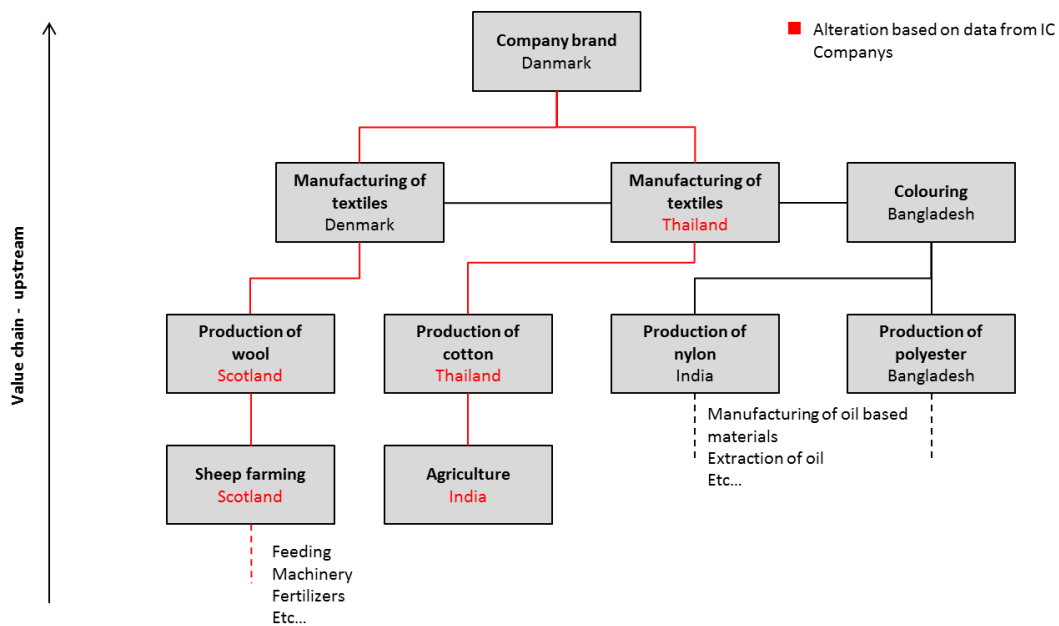 Company brand
Danmark
Alteration based on data from IC
Companys
Manufacturing of
textiles
Denmark
Manufacturing of
textiles
Thailand
Colouring
Bangladesh
Value chain - upstream
Production of
wool
Scotland
Production of
cotton
Thailand
Production of
nylon
India
Production of
polyester
Bangladesh
Manufacturing of oil based
materials
Extraction of oil
Etc...
Sheep farming
Scotland
Agriculture
India
Feeding
Machinery
Fertilizers
Etc...